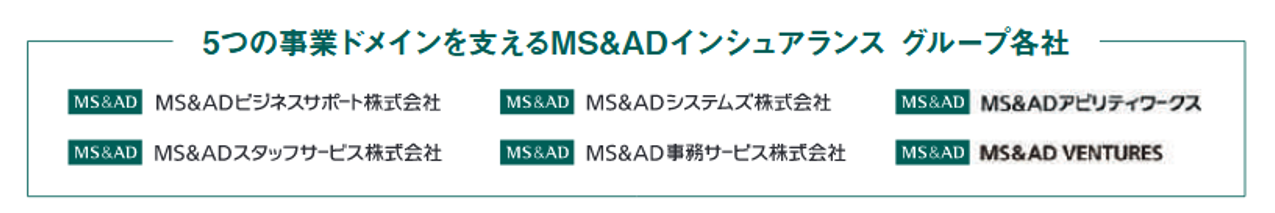 5つの事業ドメインを支えるMS&ADインシュアランス グループ各社
MS&AD MS&ADビジネスサポート株式会社 MS&AD MS&ADシステムズ株式会社 MS&AD MS&ADアビリティワークス
MS&AD MS&ADスタッフサービス株式会社 MS&AD MS&AD事務サービス株式会社 MS&AD MS&AD VENTURES